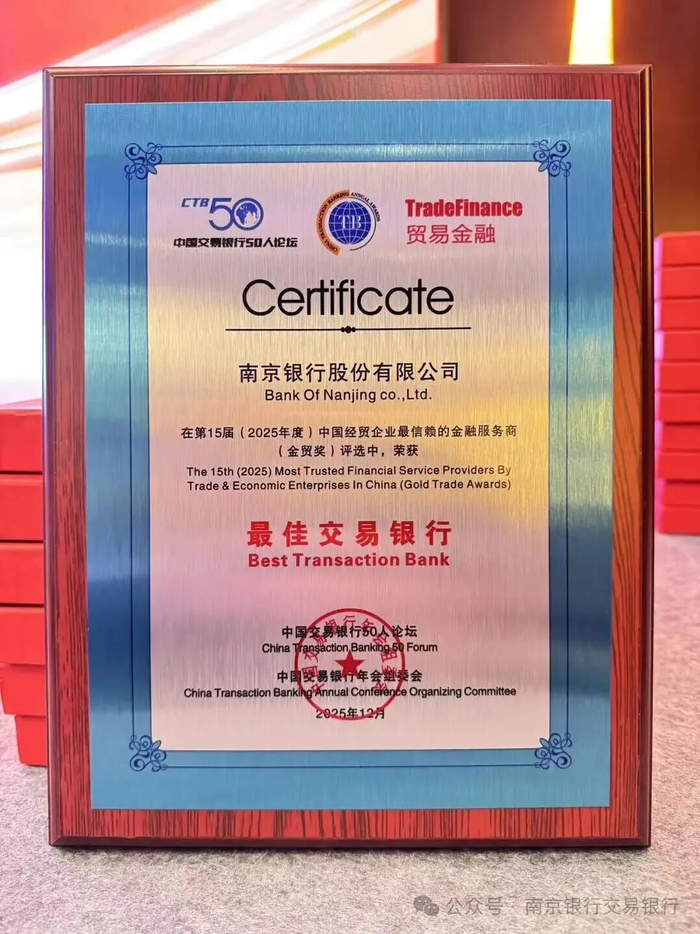 CTB50
中国交易银行50人论坛
CHINA TRANSACTION BANKING ANNUAL AWARDS
TB
TradeFinance
贸易金融
Certificate
南京银行股份有限公司
Bank Of Nanjing co.,Ltd.
在第15届（2025年度）中国经贸企业最信赖的金融服务商
（金贸奖）评选中，荣获
The 15th (2025) Most Trusted Financial Service Providers By
Trade & Economic Enterprises In China (Gold Trade Awards)
最佳交易银行
Best Transaction Bank
中国交易银行50人论坛
China Transaction Banking 50 Forum
中国交易银行年会组委会
China Transaction Banking Annual Conference Organizing Committee
2025年12月
公众号·南京银行交易银行